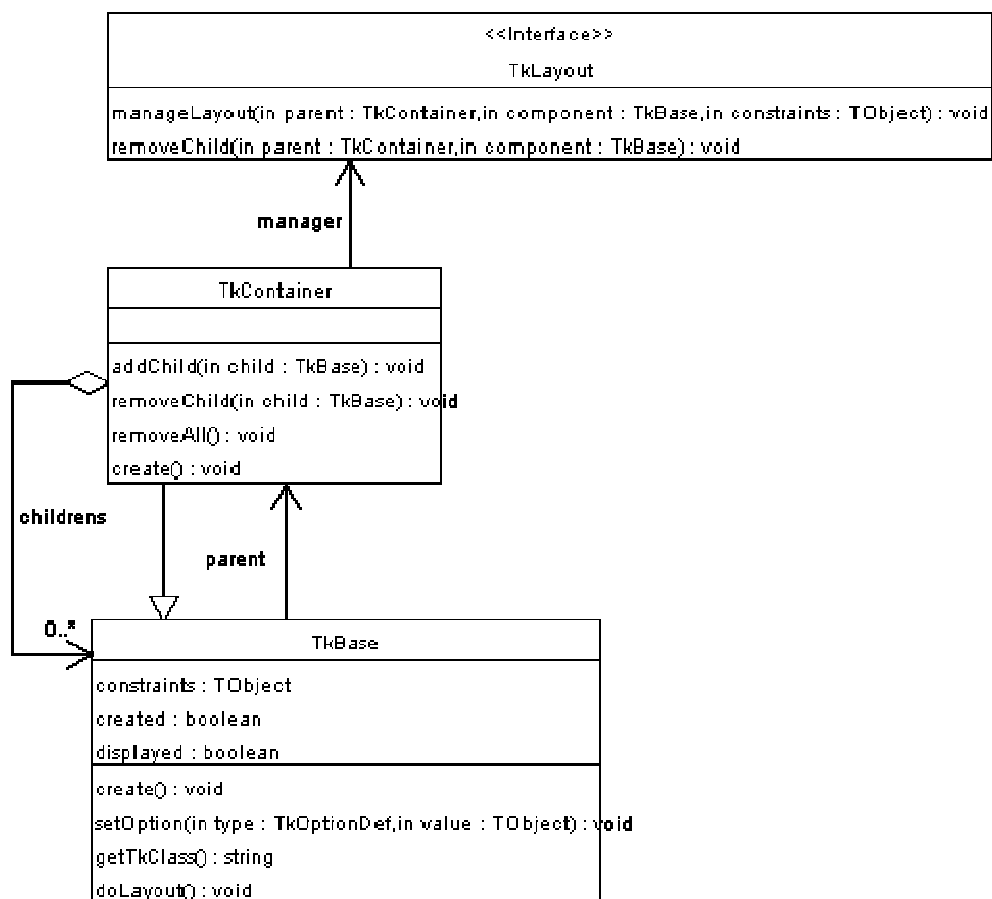 <<Interface>>
TkLayout
manageLayout(in parent : TkContainer,in component : TkBase,in constraints : TObject) : void
removeChild(in parent : TkContainer,in component : TkBase) : void
manager
TkContainer
addChild(in child : TkBase) : void
removeChild(in child : TkBase) : void
removeAll() : void
create() : void
childrens
parent
0..*
TkBase
constraints : TObject
created : boolean
displayed : boolean
create() : void
setOption(in type : TkOptionDef,in value : TObject) : void
getTkClass() : string
doLayout() : void